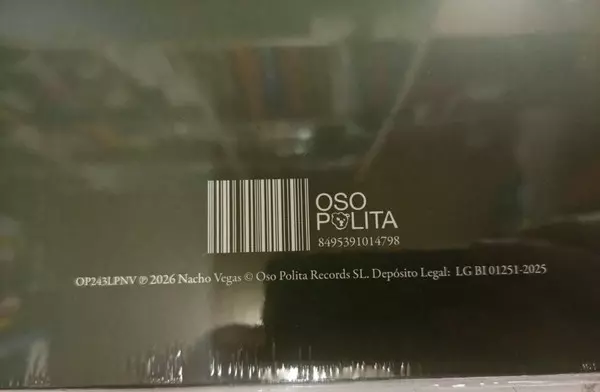 OSO
POLITA
8495391014798
OP243LPNV ℗ 2026 Nacho Vegas © Oso Polita Records SL. Depósito Legal: LG BI 01251-2025